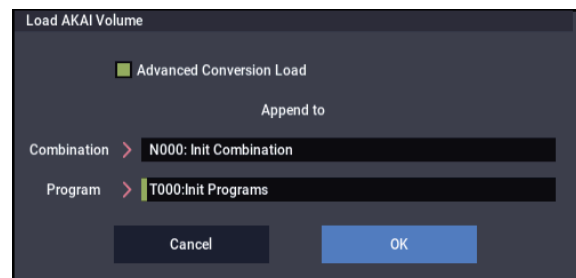 Load AKAI Volume
Advanced Conversion Load
Append to
Combination N000: Init Combination
Program T000:Init Programs
Cancel OK